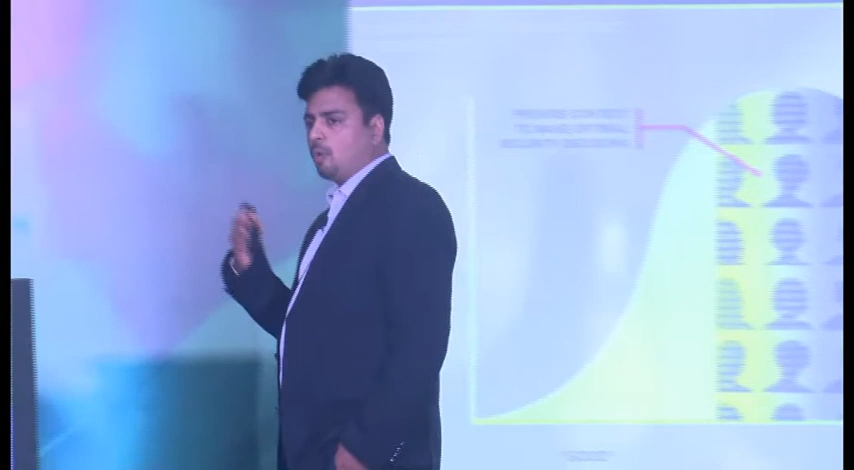 PROVIDE CONTEXT
TO MAKE OPTIMAL
SECURITY DECISIONS